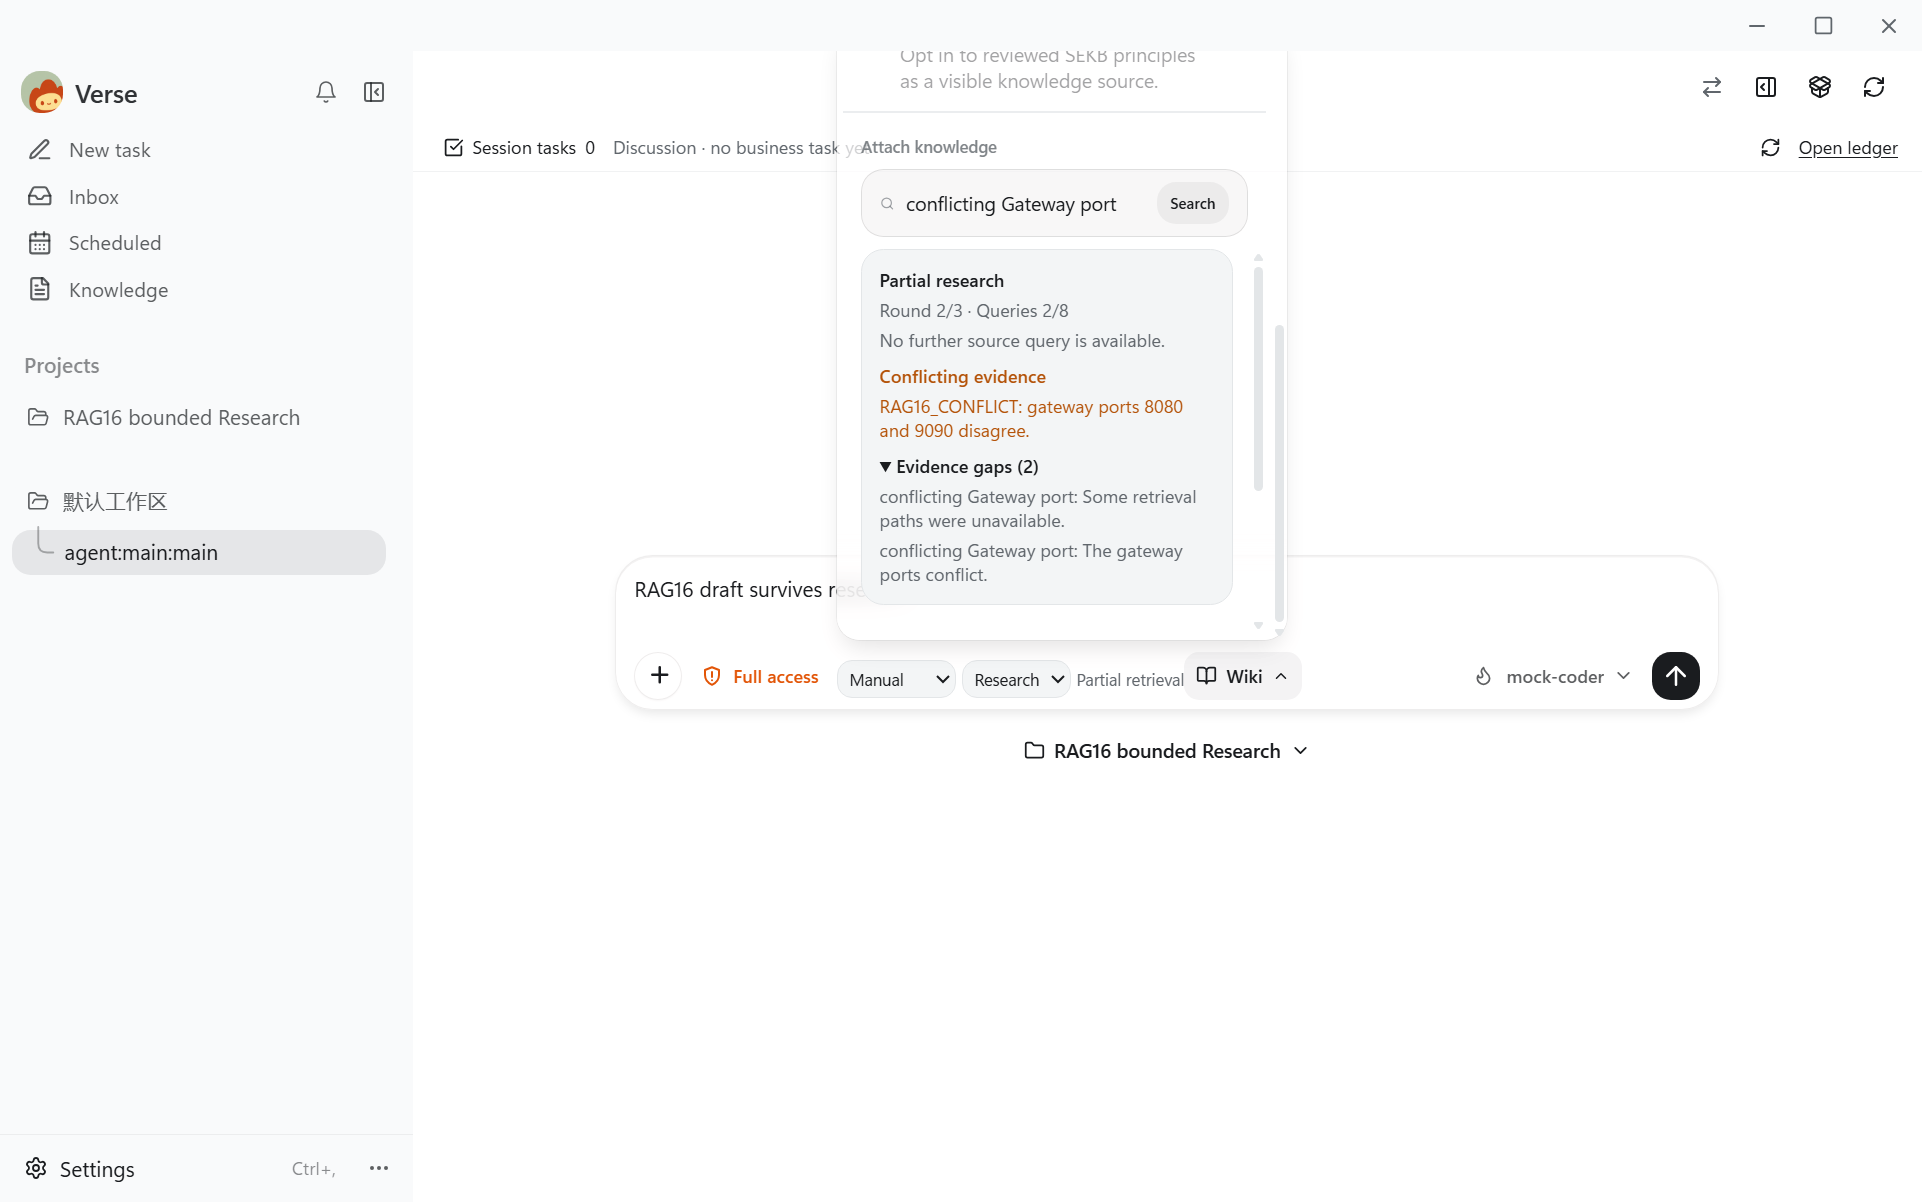 Verse
New task
Inbox
Scheduled
Knowledge
Projects
RAG16 bounded Research
默认工作区
agent:main:main
Settings
Ctrl+,
Session tasks 0 Discussion · no business task
Open ledger
Opt in to reviewed SEKB principles
as a visible knowledge source.
Attach knowledge
conflicting Gateway port
Search
Partial research
Round 2/3 · Queries 2/8
No further source query is available.
Conflicting evidence
RAG16_CONFLICT: gateway ports 8080
and 9090 disagree.
Evidence gaps (2)
conflicting Gateway port: Some retrieval
paths were unavailable.
conflicting Gateway port: The gateway
ports conflict.
RAG16 draft survives
Full access
Manual
Research
Partial retrieval
Wiki
mock-coder
RAG16 bounded Research